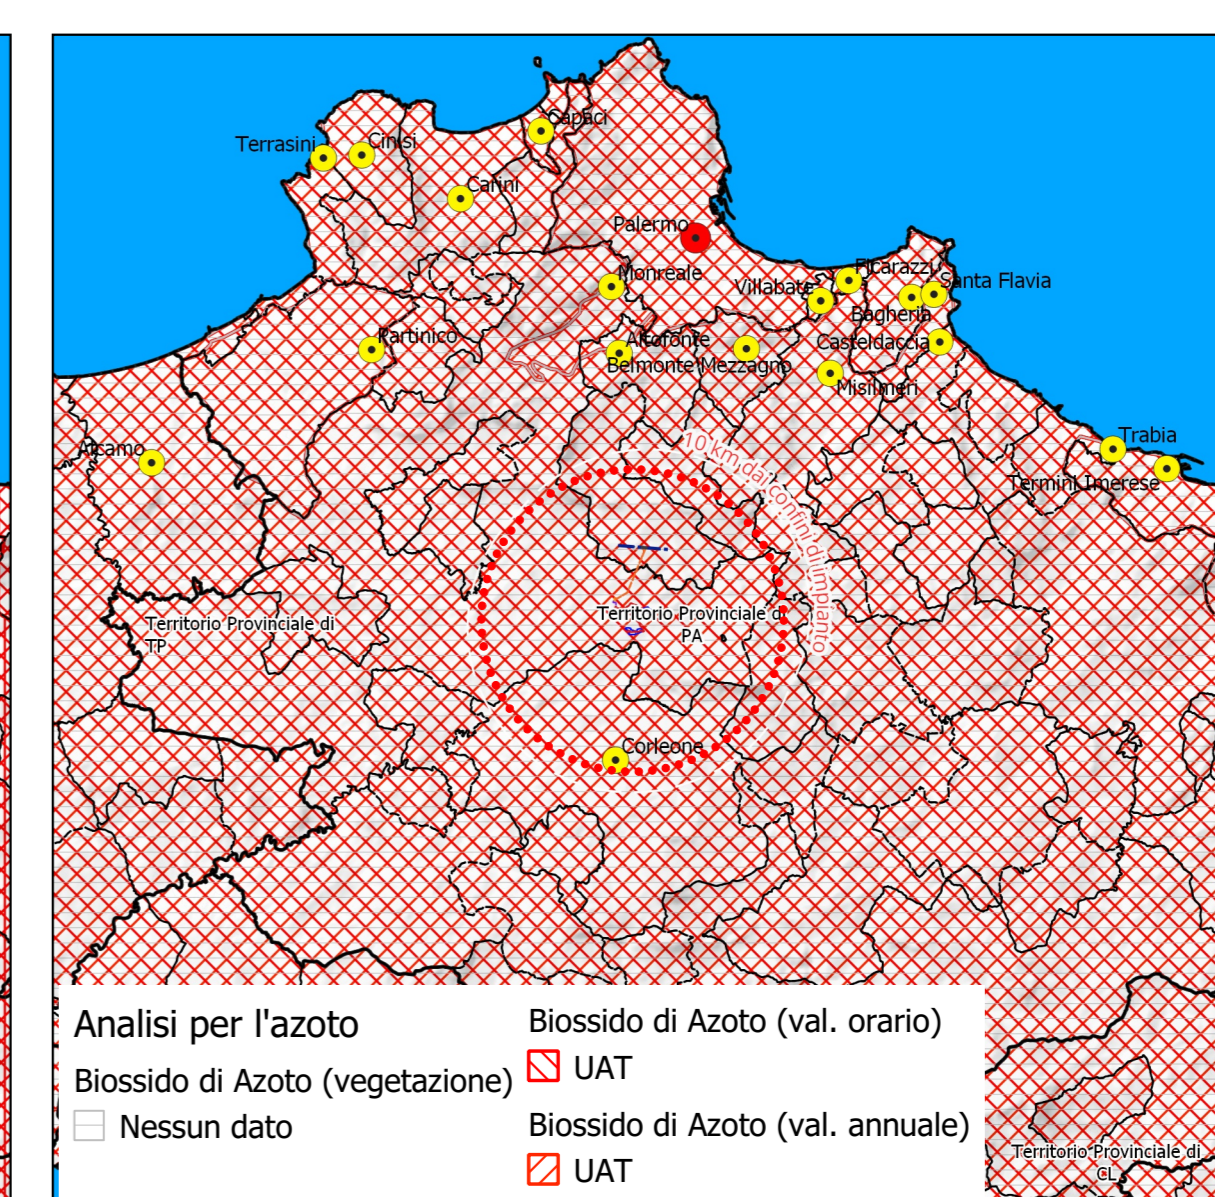 Capaci
Terrasini
Cinisi
Carini
Palermo
Monreale
Ficarazzi
Santa Flavia
Villabate
Bagheria
Partinico
Altofonte
Casteldaccia
Belmonte Mezzagno
Misilmeri
Alcamo
Trabia
Termini Imerese
10 km dai confini di impianto
Territorio Provinciale di
TP
Territorio Provinciale d
PA
Corleone
Analisi per l'azoto
Biossido di Azoto (vegetazione)
Nessun dato
Biossido di Azoto (val. orario)
UAT
Biossido di Azoto (val. annuale)
UAT
Territorio Provinciale di
CL